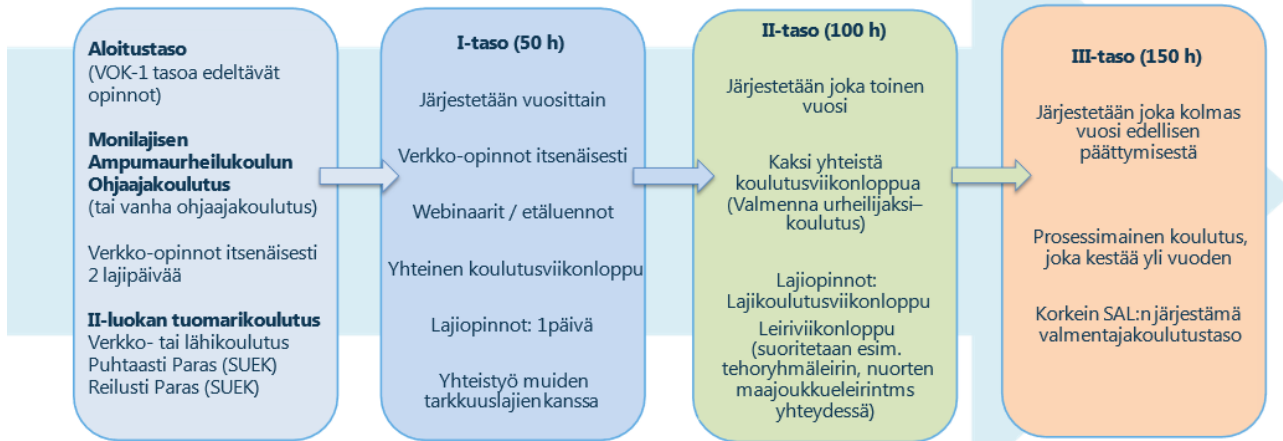 Aloitustaso
(VOK-1 tasoa edeltävät
opinnot)
Monilajisen
Ampumaurheilukoulun
Ohjaajakoulutus
(tai vanha ohjaajakoulutus)
Verkko-opinnot itsenäisesti
2 lajipäivää
II-luokan tuomarikoulutus
Verkko- tai lähikoulutus
Puhtaasti Paras (SUEK)
Reilusti Paras (SUEK)
I-taso (50 h)
Järjestetään vuosittain
Verkko-opinnot itsenäisesti
Webinaarit / etäluennot
Yhteinen koulutusviikonloppu
Lajiopinnot: 1päivä
Yhteistyö muiden
tarkkuuslajienkanssa
II-taso (100 h)
Järjestetään joka toinen
vuosi
Kaksi yhteistä
koulutusviikonloppua
(Valmenna urheilijaksi–
koulutus)
Lajiopinnot:
Lajikoulutusviikonloppu
Leiriviikonloppu
(suoritetaan esim.
tehoryhmäleirin, nuorten
maajoukkueleirintms
yhteydessä)
III-taso (150 h)
Järjestetään joka kolmas
vuosi edellisen
päättymisestä
Prosessimainen koulutus,
joka kestää yli vuoden
Korkein SAL:n järjestämä
valmentajakoulutustaso